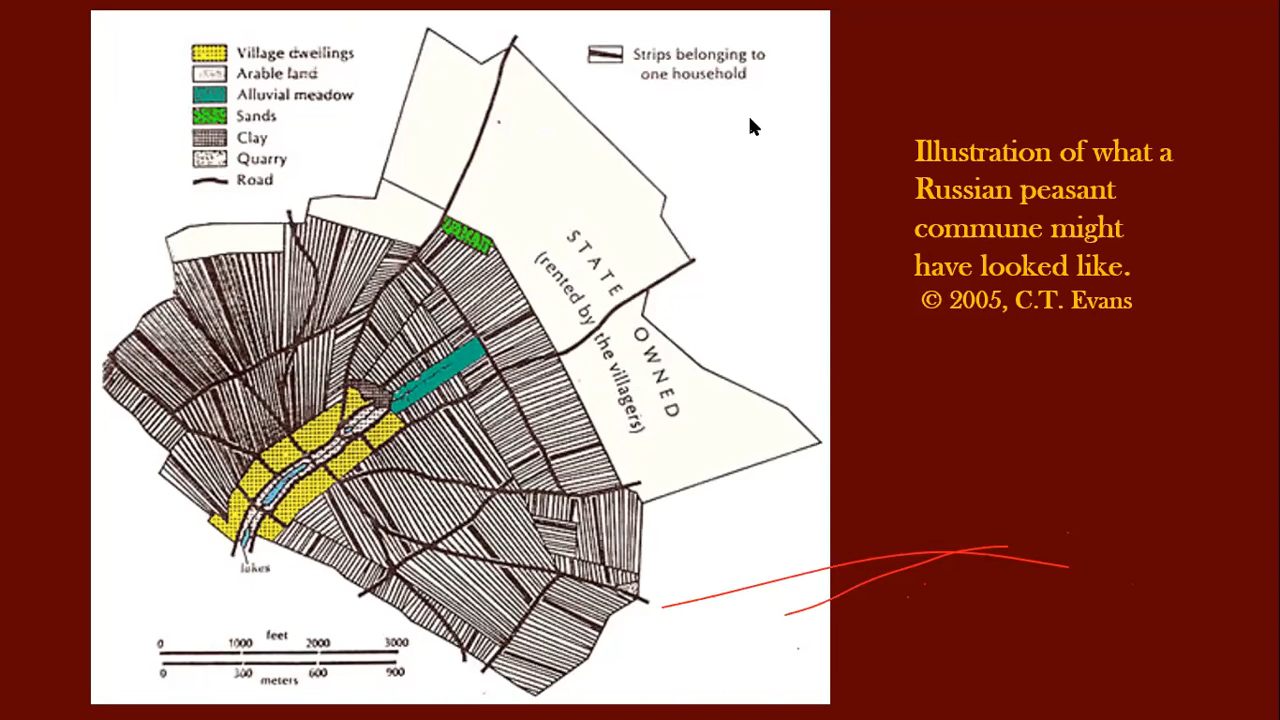 Village dwellings
Arable land
Alluvial meadow
Sands
Clay
Quarry
Road
Strips belonging to
one household
STATE
OWNED
(rented by the villagers)
lakes
0 1000 feet 2000 3000
0 300 600 900
meters
Illustration of what a
Russian peasant
commune might
have looked like.
© 2005, C.T. Evans